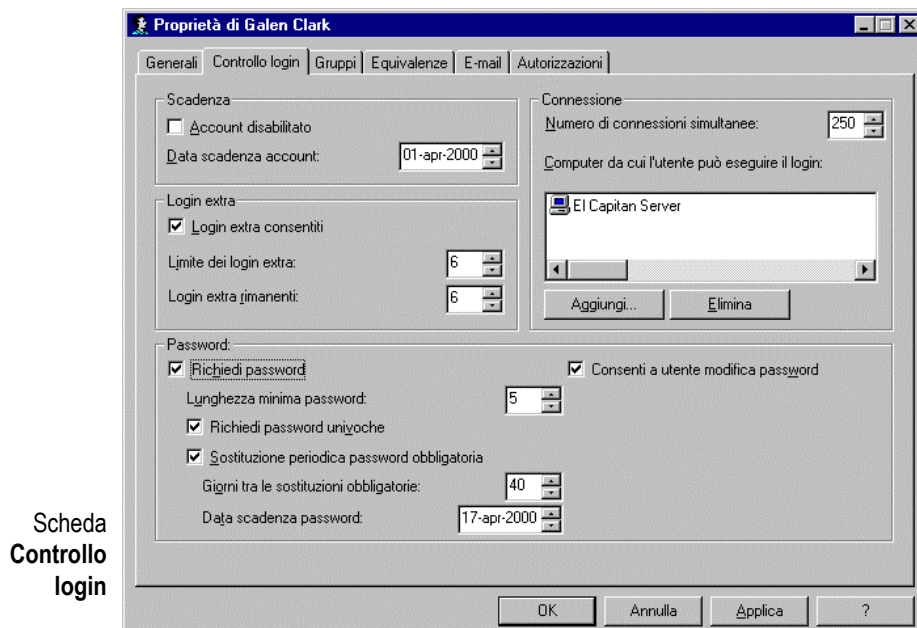 Proprietà di Galen Clark
Generali Controllo login Gruppi Equivalenze E-mail Autorizzazioni
Scadenza
Account disabilitato
Data scadenza account: 01-apr-2000
Login extra
Login extra consentiti
Limite dei login extra: 6
Login extra rimanenti: 6
Connessione
Numero di connessioni simultanee: 250
Computer da cui l'utente può eseguire il login:
El Capitan Server
Aggiungi... Elimina
Password:
Richiedi password
Consenti a utente modifica password
Lunghezza minima password: 5
Richiedi password univoche
Sostituzione periodica password obbligatoria
Giorni tra le sostituzioni obbligatorie: 40
Data scadenza password: 17-apr-2000
OK Annulla Applica ?
Scheda
Controllo
login